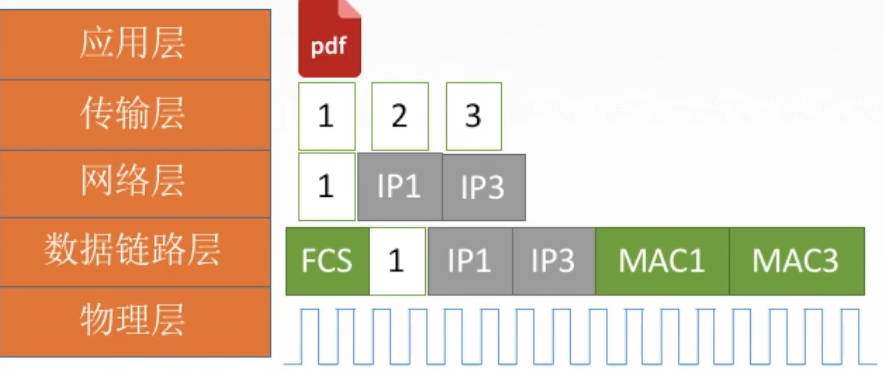 应用层 pdf
传输层 1 2 3
网络层 1 IP1 IP3
数据链路层 FCS 1 IP1 IP3 MAC1 MAC3
物理层